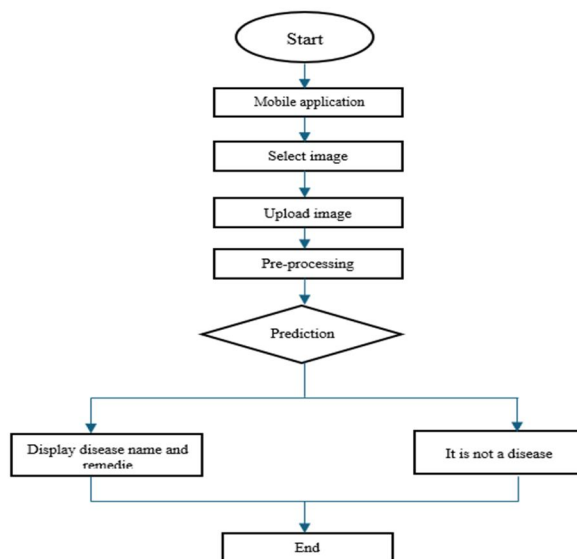 Start
Mobile application
Select image
Upload image
Pre-processing
Prediction
Display disease name and
remedie
It is not a disease
End